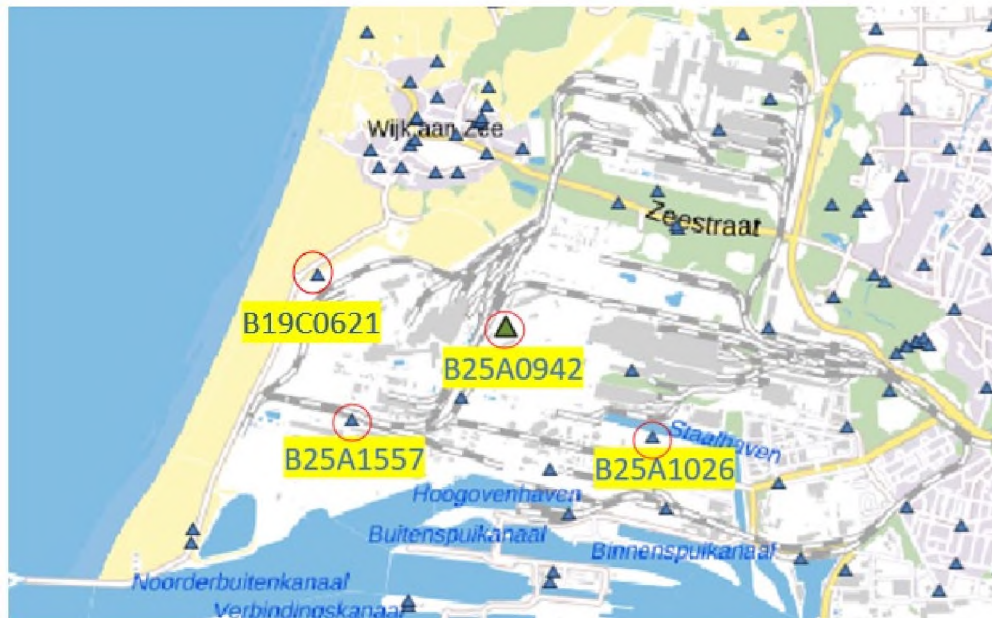 Wijk aan Zee
Zeestraat
B19C0621
B25A0942
B25A1557
Staalhaven
B25A1026
Hoogovenhaven
Buitenspuikanaal
Binnenspuikanaal
Noorderbuitenkanaal
Verbindingskanaal